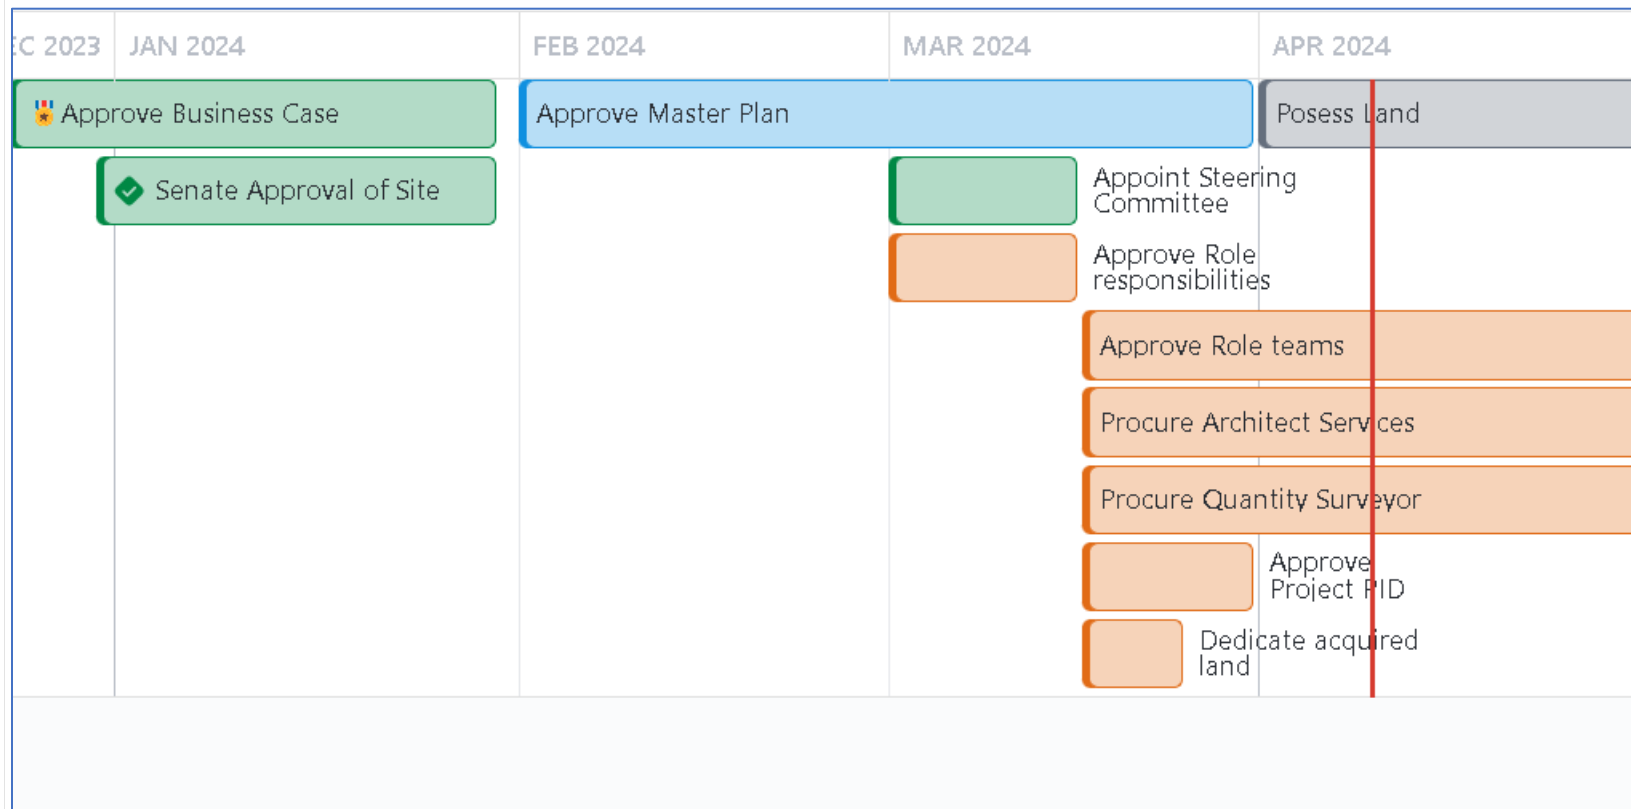 EC 2023 JAN 2024 FEB 2024 MAR 2024 APR 2024
Approve Business Case
Approve Master Plan
Posess Land
Senate Approval of Site
Appoint Steering
Committee
Approve Role
responsibilities
Approve Role teams
Procure Architect Services
Procure Quantity Surveyor
Approve
Project PID
Dedicate acquired
land